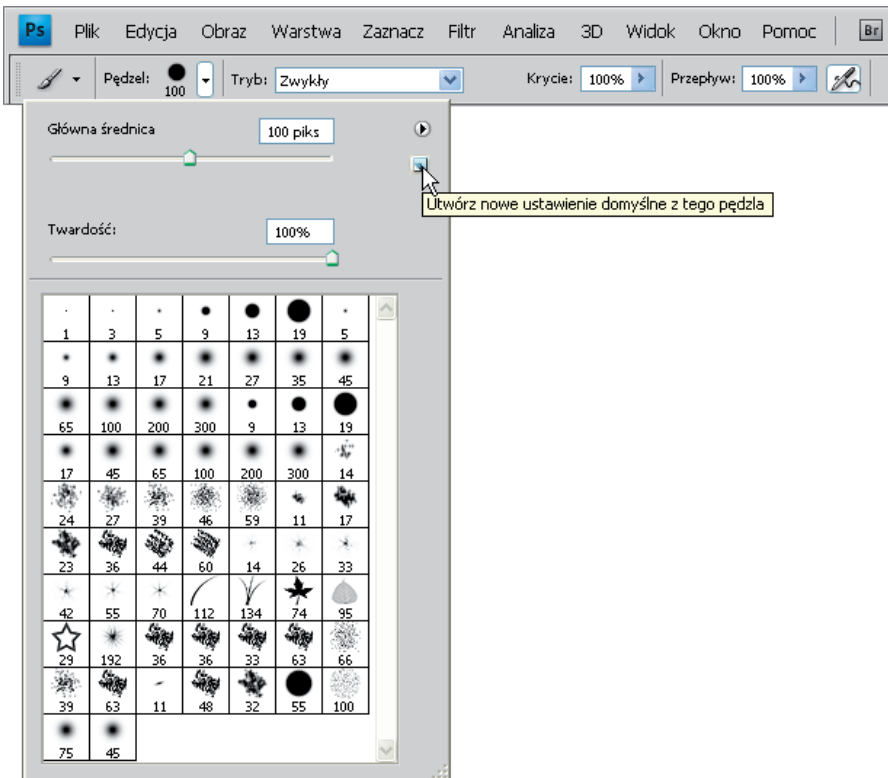 Ps Plik Edycja Obraz Warstwa Zaznacz Filtr Analiza 3D Widok Okno Pomoc Br
Pędzel: 100 Tryb: Zwykły Krycie: 100% Przepływ: 100%
Główna średnica 100 piks
Utwórz nowe ustawienie domyślne z tego pędzla
Twardość: 100%
1 3 5 9 13 19 5
9 13 17 21 27 35 45
65 100 200 300 9 13 19
17 45 65 100 200 300 14
24 27 39 46 59 11 17
23 36 44 60 14 26 33
42 55 70 112 134 74 95
29 192 36 36 33 63 66
39 63 11 48 32 55 100
75 45